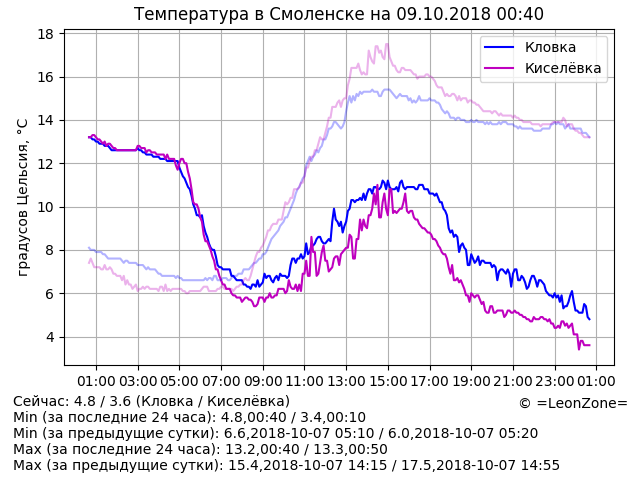 Температура в Смоленске на 09.10.2018 00:40
Кловка
Киселёвка
градусов Цельсия, °C
18
16
14
12
10
8
6
4
01:00 03:00 05:00 07:00 09:00 11:00 13:00 15:00 17:00 19:00 21:00 23:00 01:00
Сейчас: 4.8 / 3.6 (Кловка / Киселёвка)
© =LeonZone=
Min (за последние 24 часа): 4.8,00:40 / 3.4,00:10
Min (за предыдущие сутки): 6.6,2018-10-07 05:10 / 6.0,2018-10-07 05:20
Max (за последние 24 часа): 13.2,00:40 / 13.3,00:50
Max (за предыдущие сутки): 15.4,2018-10-07 14:15 / 17.5,2018-10-07 14:55